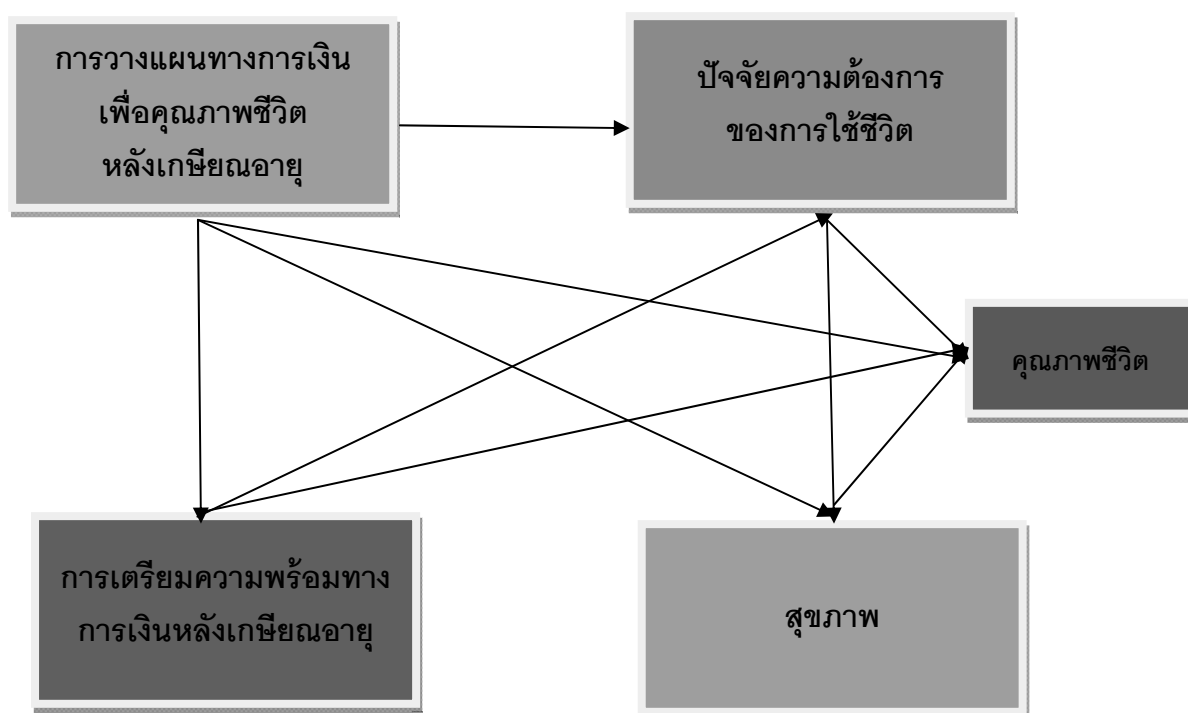 การวางแผนทางการเงิน
เพื่อคุณภาพชีวิต
หลังเกษียณอายุ
ปัจจัยความต้องการ
ของการใช้ชีวิต
คุณภาพชีวิต
การเตรียมความพร้อมทาง
การเงินหลังเกษียณอายุ
สุขภาพ